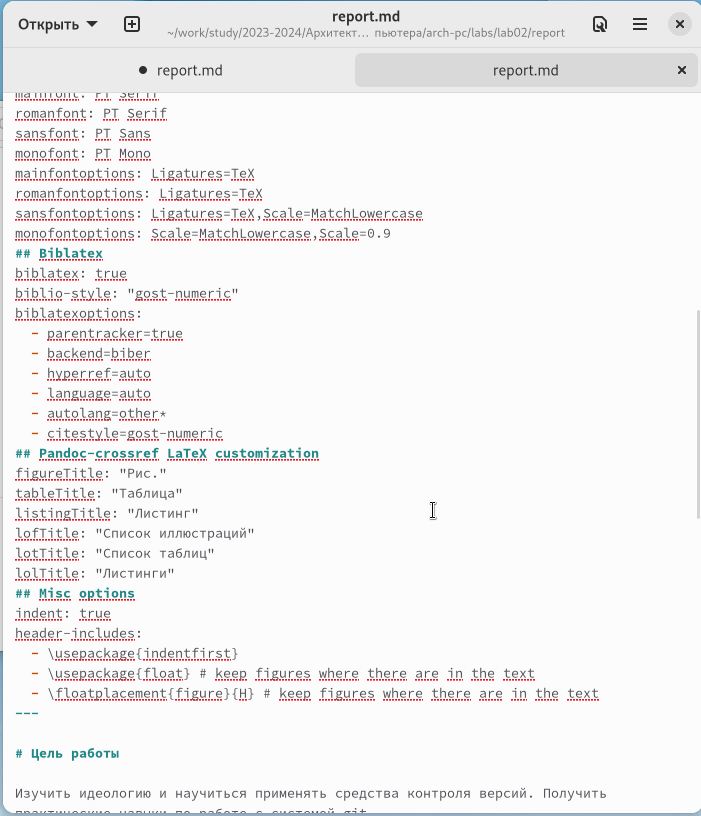 Открыть
report.md
~/work/study/2023-2024/Архитект… пьютера/arch-pc/labs/lab02/report
report.md
report.md
mainfont: PT Serif
romanfont: PT Serif
sansfont: PT Sans
monofont: PT Mono
mainfontoptions: Ligatures=TeX
romanfontoptions: Ligatures=TeX
sansfontoptions: Ligatures=TeX,Scale=MatchLowercase
monofontoptions: Scale=MatchLowercase,Scale=0.9
## Biblatex
biblatex: true
biblio-style: "gost-numeric"
biblatexoptions:
- parentracker=true
- backend=biber
- hyperref=auto
- language=auto
- autolang=other*
- citestyle=gost-numeric
## Pandoc-crossref LaTeX customization
figureTitle: "Рис."
tableTitle: "Таблица"
listingTitle: "Листинг"
lofTitle: "Список иллюстраций"
lotTitle: "Список таблиц"
lolTitle: "Листинги"
## Misc options
indent: true
header-includes:
- \usepackage{indentfirst}
- \usepackage{float} # keep figures where there are in the text
- \floatplacement{figure}{H} # keep figures where there are in the text
---
# Цель работы
Изучить идеологию и научиться применять средства контроля версий. Получить
практические навыки по работе с системой git.